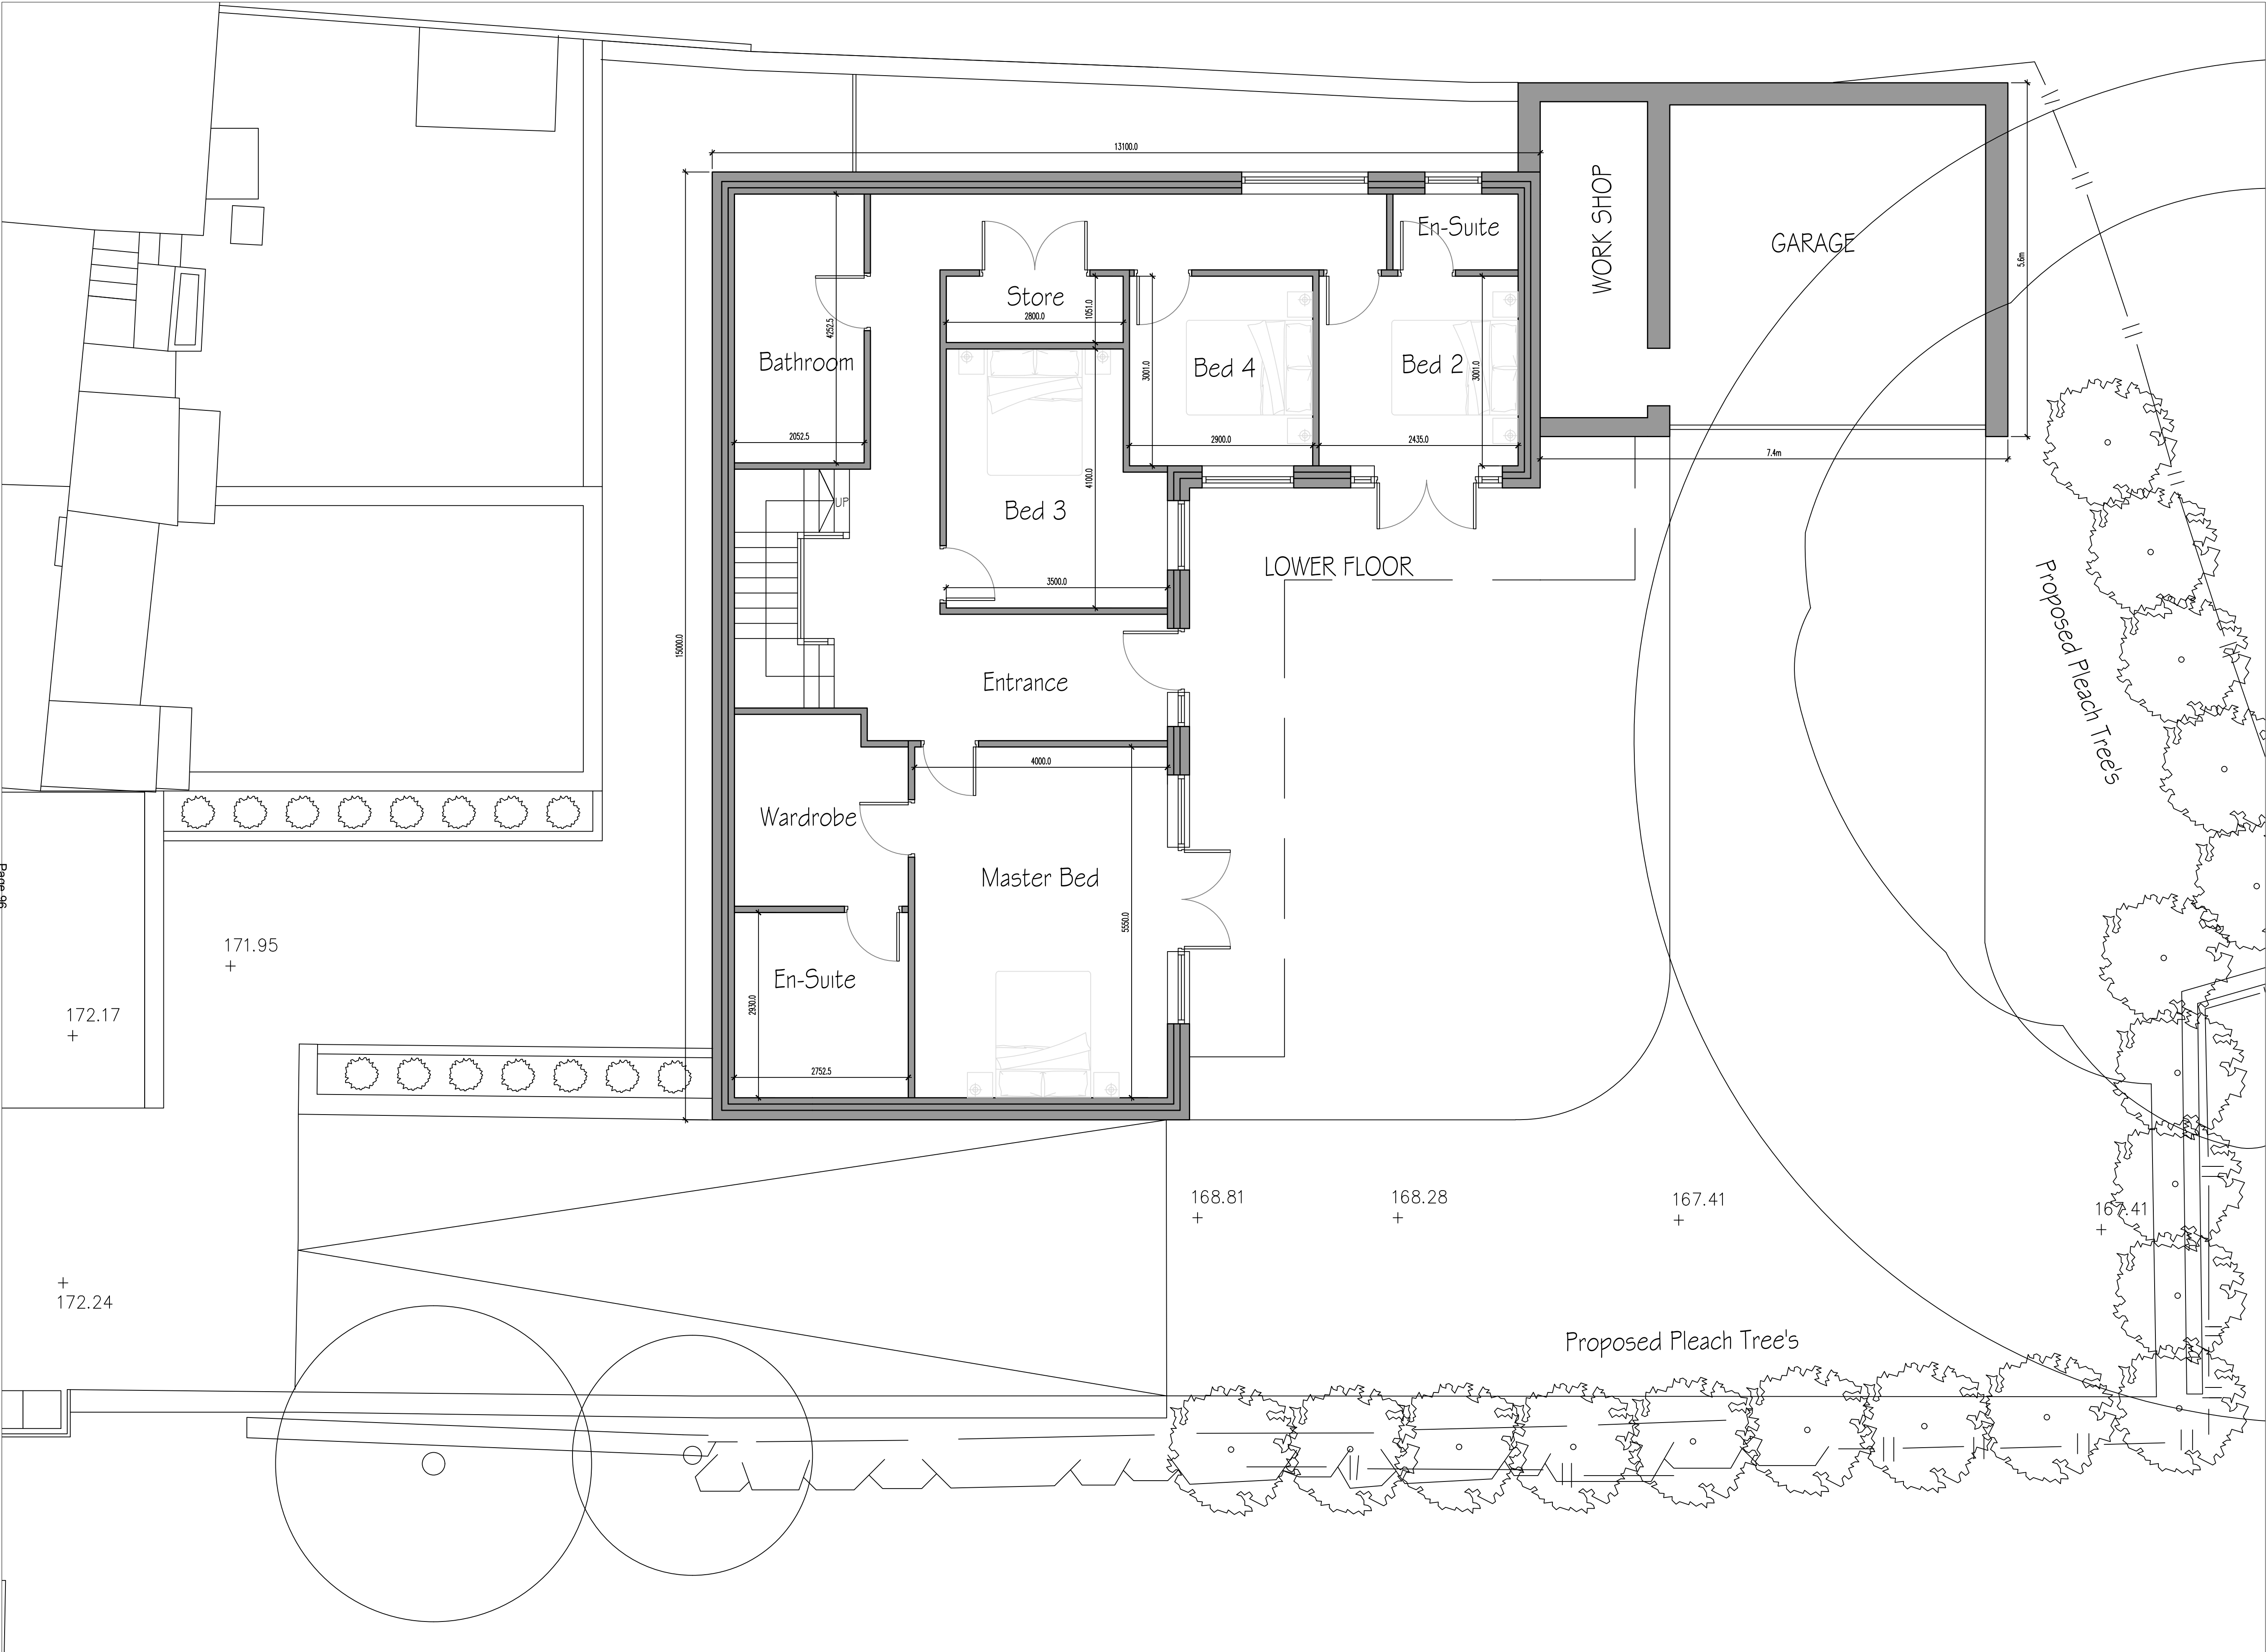 13100.0
WORK SHOP
GARAGE
5.6m
En-Suite
Store
2800.0
1051.0
4252.5
Bathroom
2052.5
Bed 4
3001.0
2900.0
Bed 2
3001.0
2435.0
7.4m
UP
4100.0
Bed 3
3500.0
LOWER FLOOR
15000.0
Entrance
Proposed Pleach Tree's
4000.0
Wardrobe
Master Bed
5550.0
Page 96
171.95
En-Suite
2930.0
2752.5
172.17
168.81
168.28
167.41
167.41
172.24
Proposed Pleach Tree's